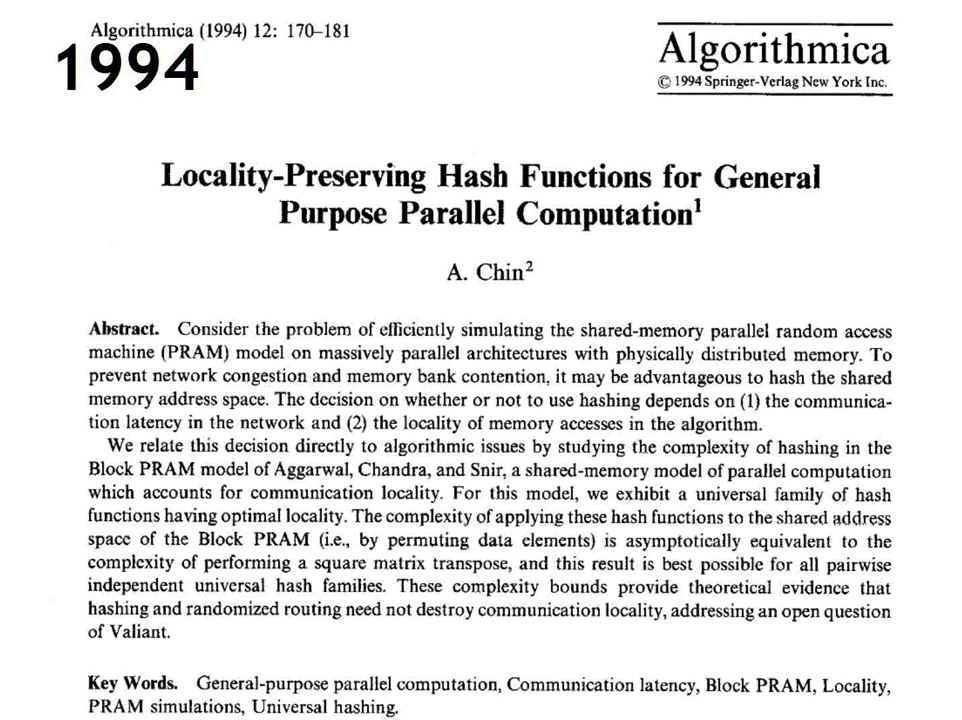 Algorithmica (1994) 12: 170–181
1994
Algorithmica
© 1994 Springer-Verlag New York Inc.
Locality-Preserving Hash Functions for General
Purpose Parallel Computation¹
A. Chin²
Abstract. Consider the problem of efficiently simulating the shared-memory parallel random access
machine (PRAM) model on massively parallel architectures with physically distributed memory. To
prevent network congestion and memory bank contention, it may be advantageous to hash the shared
memory address space. The decision on whether or not to use hashing depends on (1) the communica-
tion latency in the network and (2) the locality of memory accesses in the algorithm.
We relate this decision directly to algorithmic issues by studying the complexity of hashing in the
Block PRAM model of Aggarwal, Chandra, and Snir, a shared-memory model of parallel computation
which accounts for communication locality. For this model, we exhibit a universal family of hash
functions having optimal locality. The complexity of applying these hash functions to the shared address
space of the Block PRAM (i.e., by permuting data elements) is asymptotically equivalent to the
complexity of performing a square matrix transpose, and this result is best possible for all pairwise
independent universal hash families. These complexity bounds provide theoretical evidence that
hashing and randomized routing need not destroy communication locality, addressing an open question
of Valiant.
Key Words. General-purpose parallel computation, Communication latency, Block PRAM, Locality,
PRAM simulations, Universal hashing.